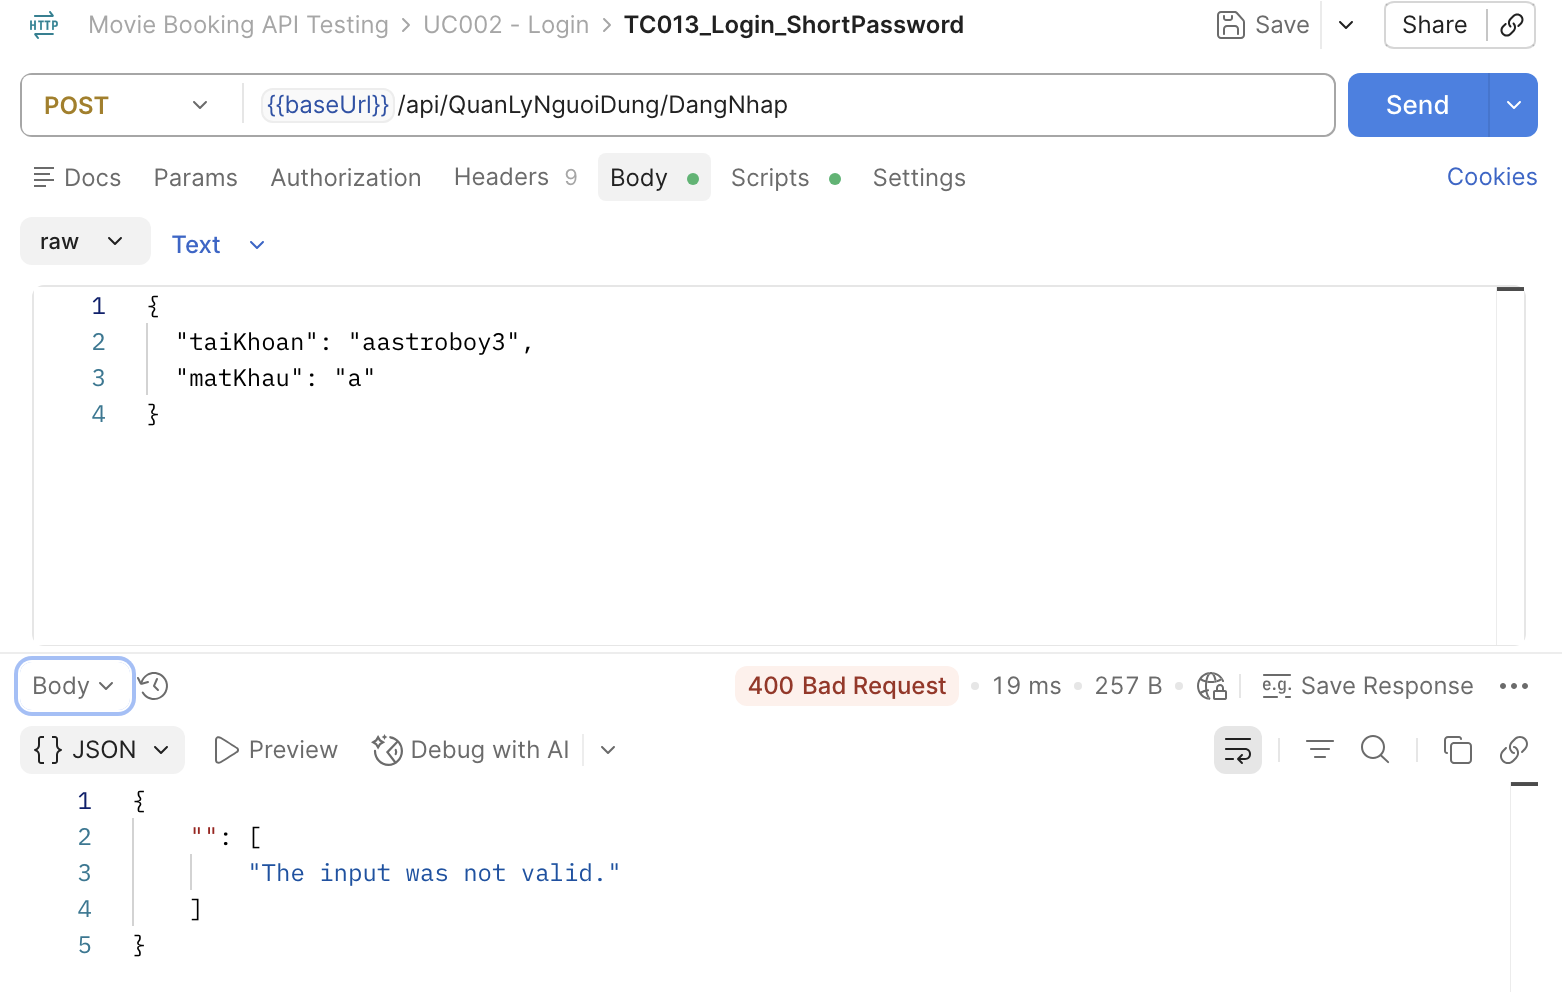 HTTP Movie Booking API Testing > UC002 - Login > TC013_Login_ShortPassword Save Share
POST {{baseUrl}} /api/QuanLyNguoiDung/DangNhap Send
Docs Params Authorization Headers 9 Body Scripts Settings Cookies
raw Text
1 {
2 "taiKhoan": "aastroboy3",
3 "matKhau": "a"
4 }
Body 400 Bad Request 19 ms 257 B e.g. Save Response
{} JSON Preview Debug with AI
1 {
2 "": [
3 "The input was not valid."
4 ]
5 }